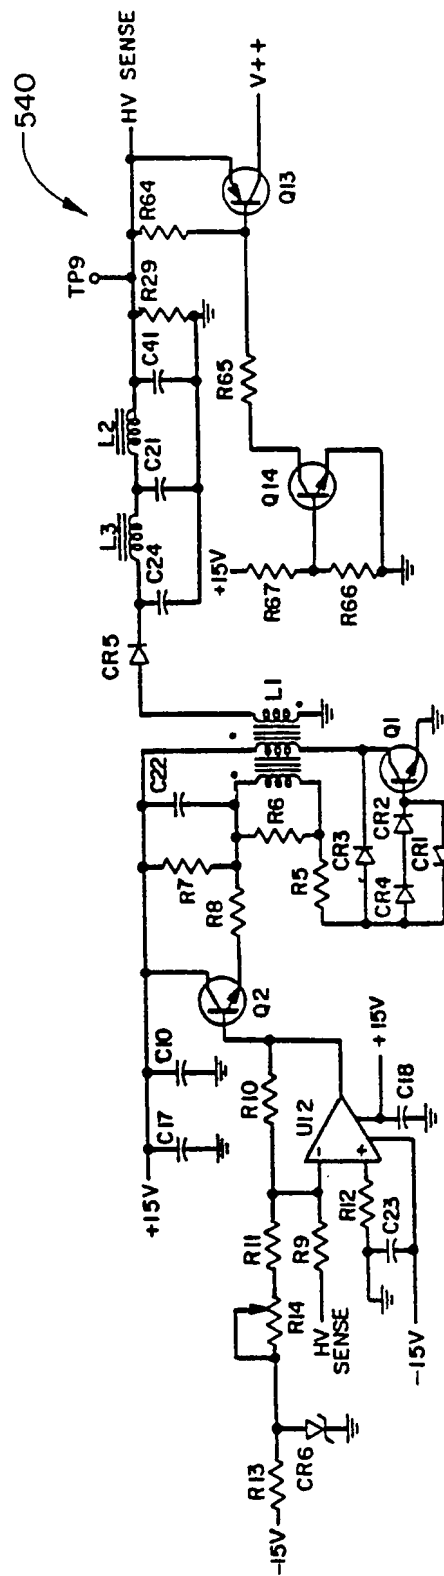 540
-15V
R13
CR6
R14
R11
HV
SENSE
R9
R10
R12
C23
-15V
U12
+
-
+15V
C18
+15V
C17
C10
Q2
R8
R7
C22
R6
R5
L1
CR3
CR4
CR2
CR1
Q1
CR5
C24
L3
C21
L2
C41
R29
TP9
R64
HV SENSE
Q13
V++
R65
Q14
+15V
R67
R66